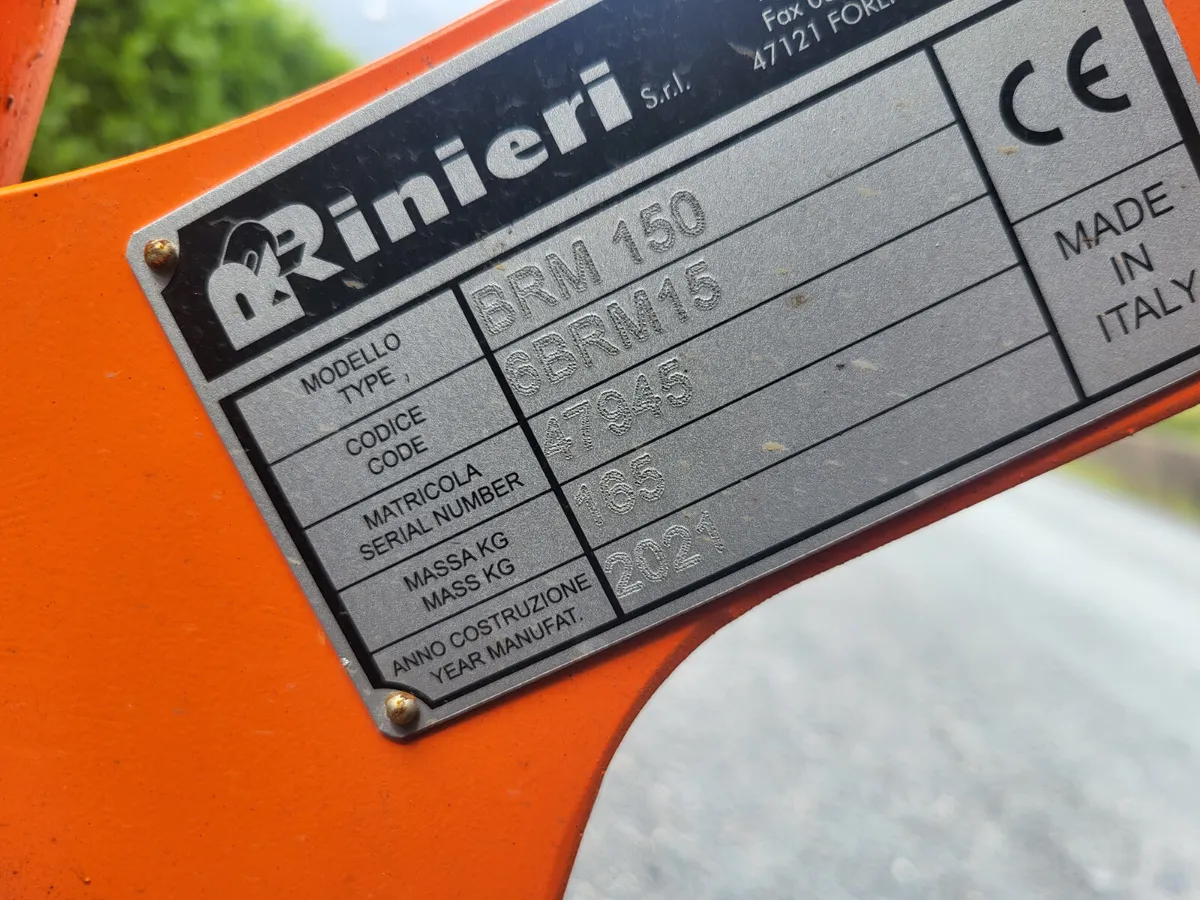 Fax 0
47121 FORL
Rinieri S.r.l.
CE
MODELLO
TYPE
BRM 150
CODICE
CODE
6BRM15
MATRICOLA
SERIAL NUMBER
47945
MASSA KG
MASS KG
165
ANNO COSTRUZIONE
YEAR MANUFAT.
2021
MADE
IN
ITALY